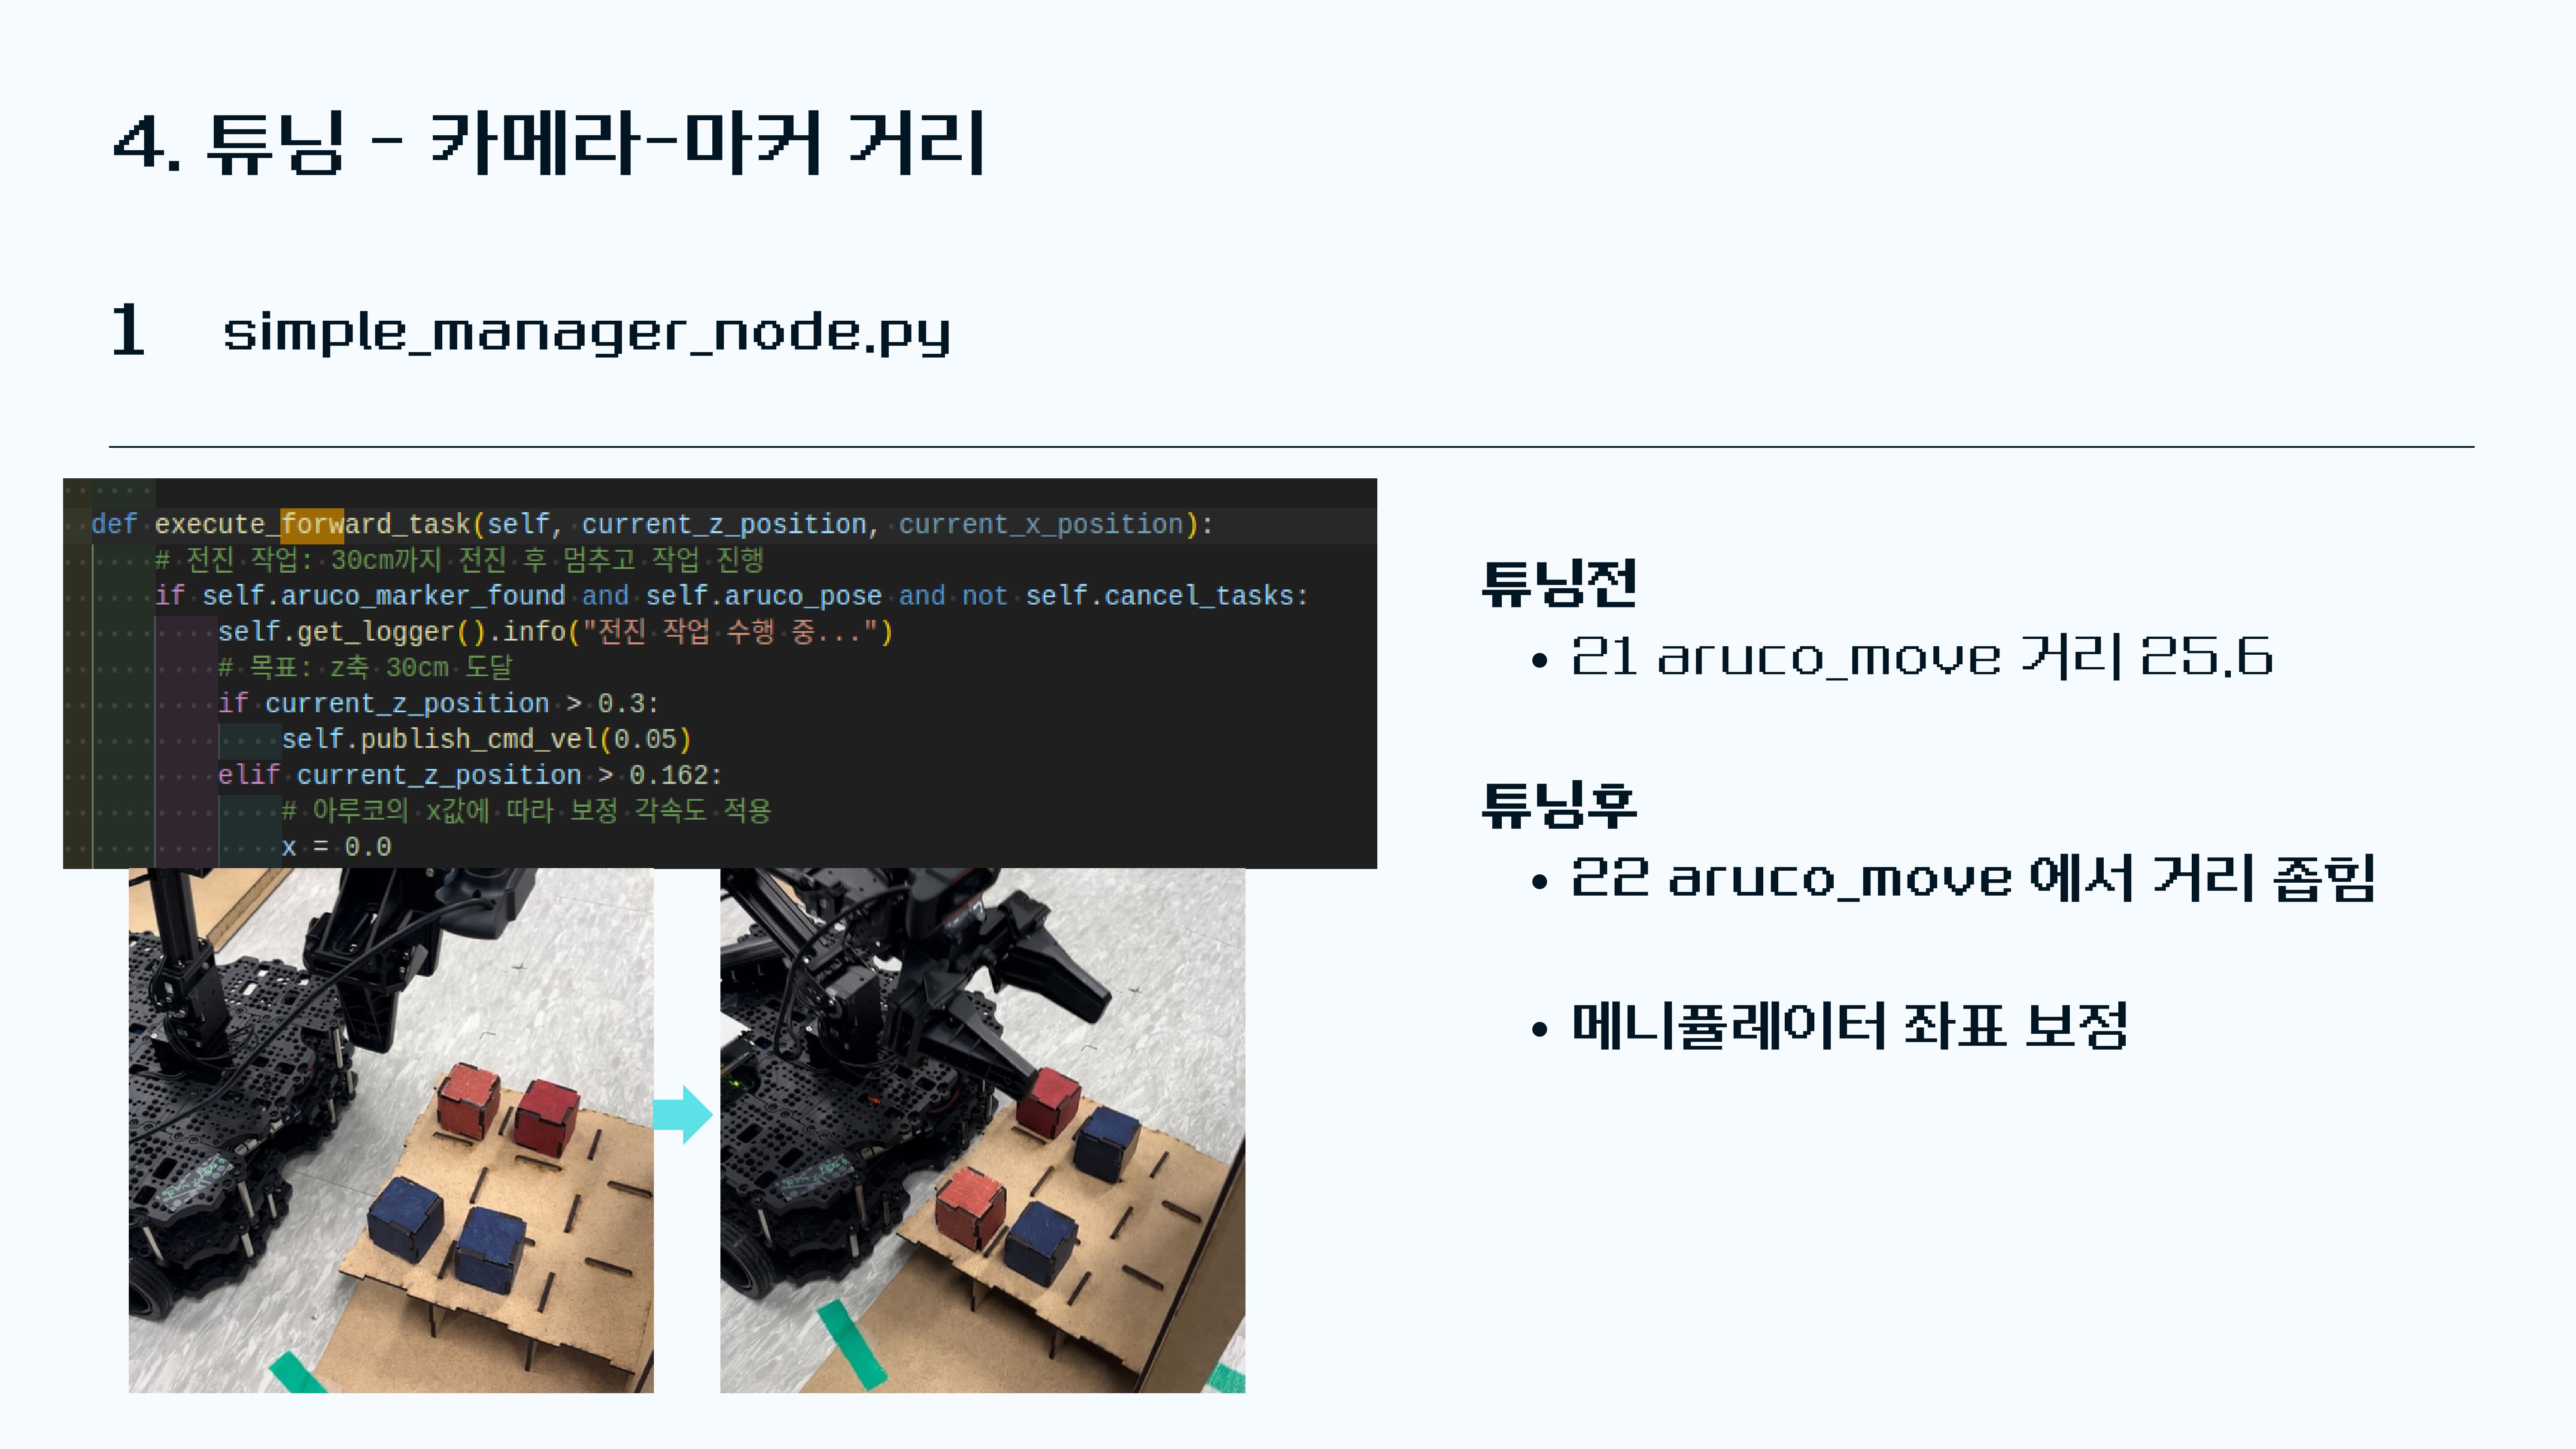 4. 튜닝 - 카메라-마커 거리
1 simple_manager_node.py
def execute_forward_task(self, current_z_position, current_x_position):
# 전진 작업: 30cm까지 전진 후 멈추고 작업 진행
if self.aruco_marker_found and self.aruco_pose and not self.cancel_tasks:
self.get_logger().info("전진 작업 수행 중...")
# 목표: z축 30cm 도달
if current_z_position > 0.3:
self.publish_cmd_vel(0.05)
elif current_z_position > 0.162:
# 아루코의 x값에 따라 보정 각속도 적용
x = 0.0
튜닝전
• 21 aruco_move 거리 25.6
튜닝후
• 22 aruco_move 에서 거리 좁힘
• 메니퓰레이터 좌표 보정